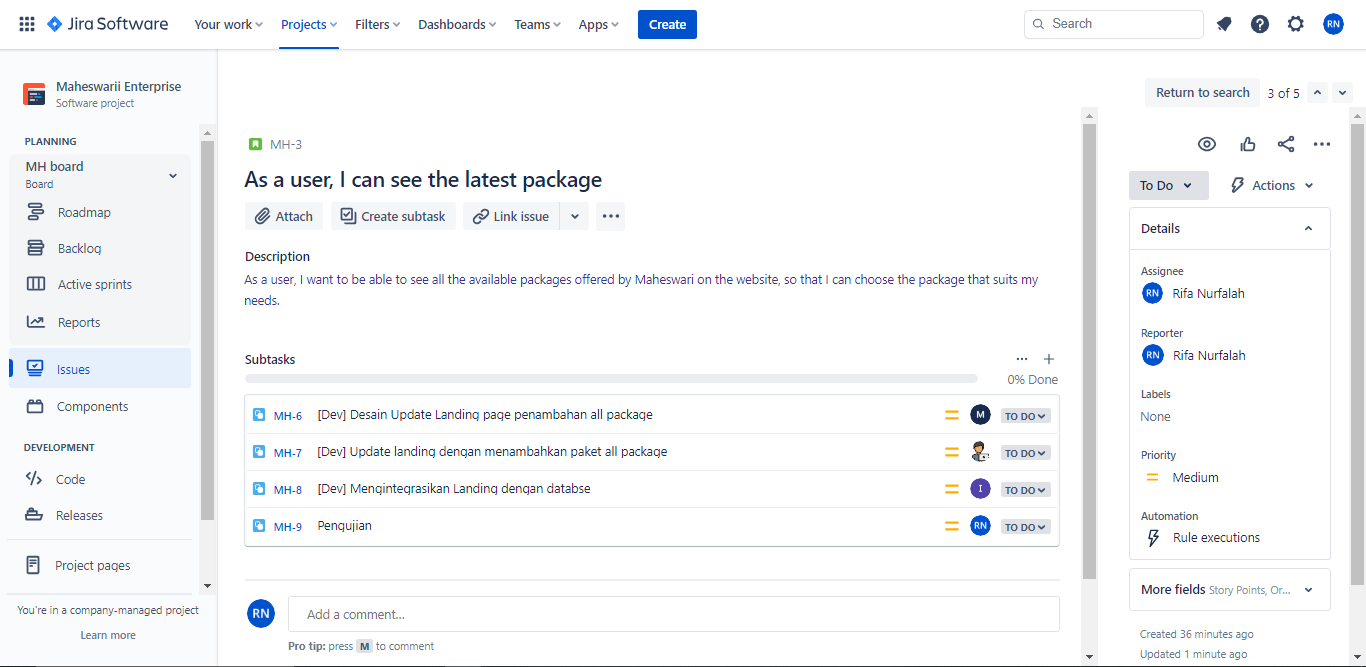 Jira Software Your work Projects Filters Dashboards Teams Apps Create Search RN
Maheswarii Enterprise
Software project
Return to search 3 of 5
PLANNING
MH board
Board
Roadmap
Backlog
Active sprints
Reports
Issues
Components
DEVELOPMENT
Code
Releases
Project pages
You're in a company-managed project
Learn more
MH-3
As a user, I can see the latest package
Attach Create subtask Link issue
Description
As a user, I want to be able to see all the available packages offered by Maheswari on the website, so that I can choose the package that suits my
needs.
Subtasks
0% Done
MH-6 [Dev] Desain Update Landing page penambahan all package M TO DO
MH-7 [Dev] Update landing dengan menambahkan paket all package TO DO
MH-8 [Dev] Mengintegrasikan Landing dengan databse I TO DO
MH-9 Pengujian RN TO DO
RN Add a comment...
Pro tip: press M to comment
To Do Actions
Details
Assignee
RN Rifa Nurfalah
Reporter
RN Rifa Nurfalah
Labels
None
Priority
Medium
Automation
Rule executions
More fields Story Points, Or...
Created 36 minutes ago
Updated 1 minute ago